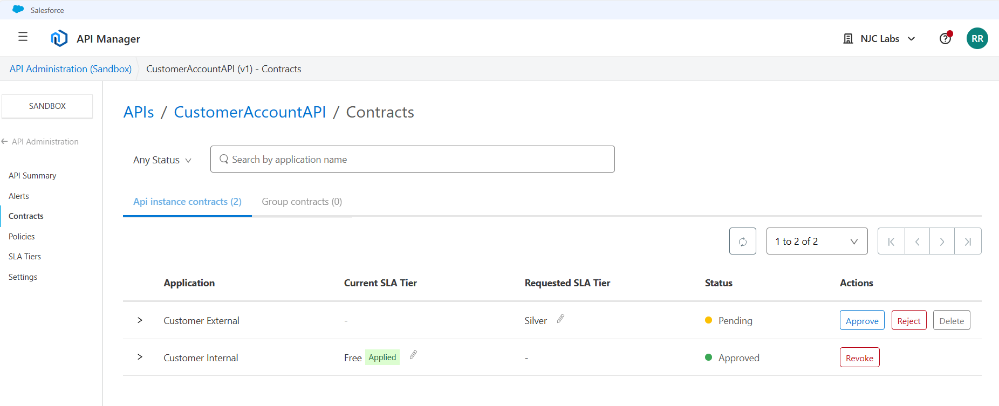 Salesforce
API Manager
NJC Labs
RR
API Administration (Sandbox)
CustomerAccountAPI (v1) - Contracts
SANDBOX
API Administration
API Summary
Alerts
Contracts
Policies
SLA Tiers
Settings
APIs / CustomerAccountAPI / Contracts
Any Status
Search by application name
Api instance contracts (2)
Group contracts (0)
1 to 2 of 2
Application Current SLA Tier Requested SLA Tier Status Actions
Customer External - Silver Pending Approve Reject Delete
Customer Internal Free Applied - Approved Revoke